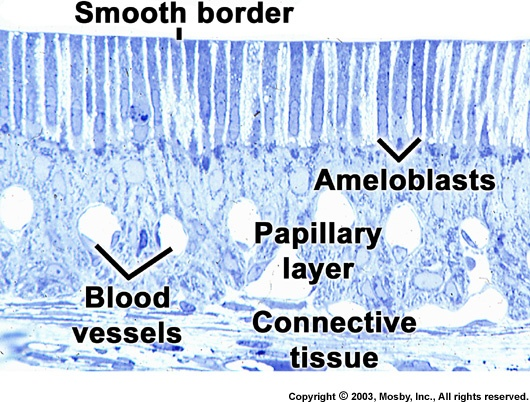 Smooth border
Ameloblasts
Papillary
layer
Blood
vessels
Connective
tissue
Copyright © 2003, Mosby, Inc., All rights reserved.